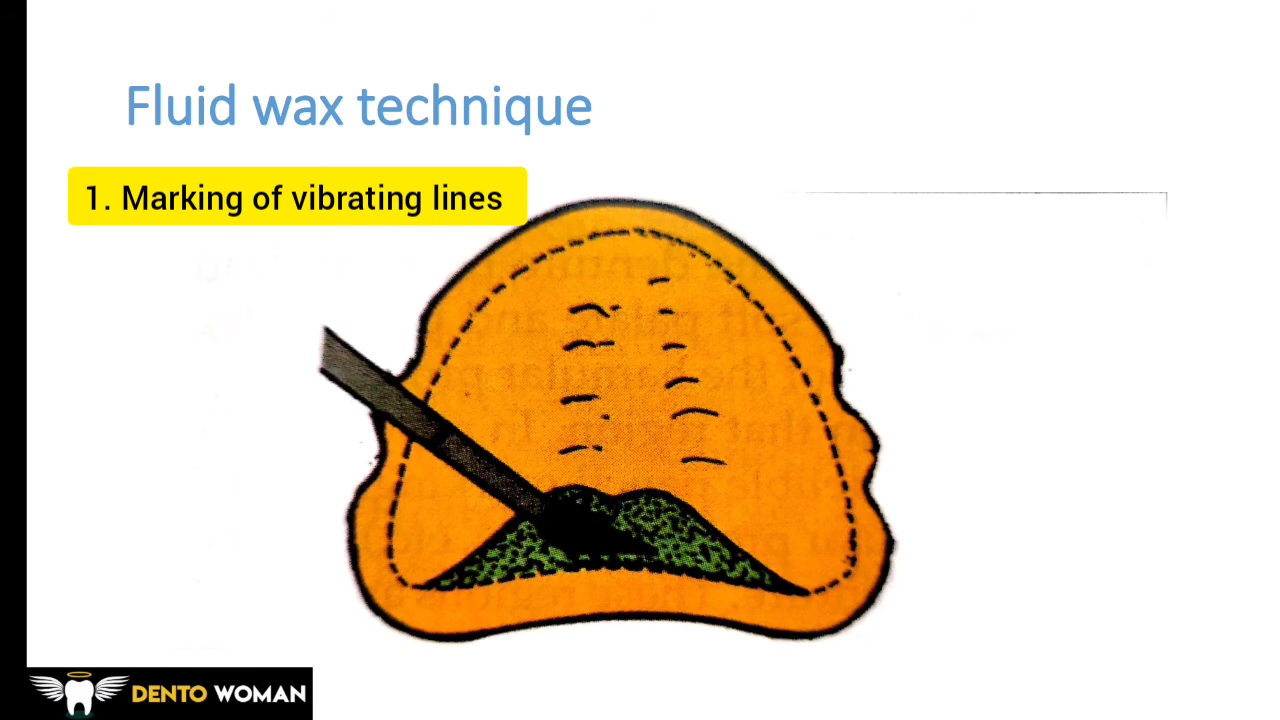 Fluid wax technique
1. Marking of vibrating lines
DENTO WOMAN